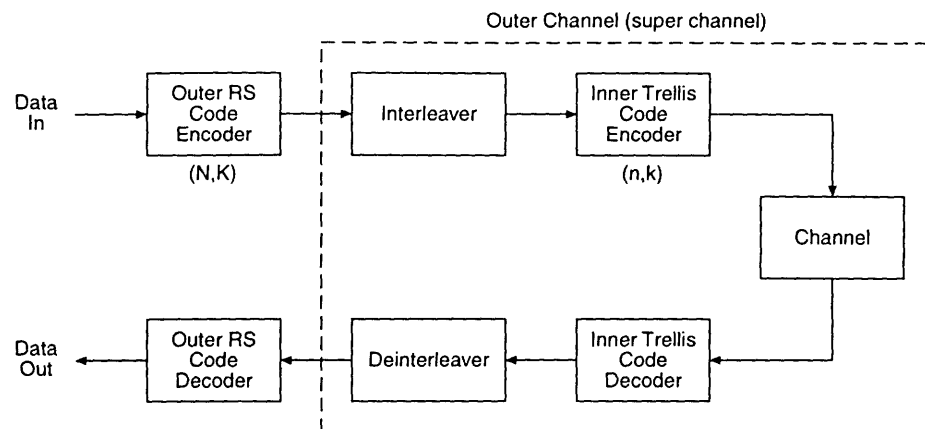 Outer Channel (super channel)
Data
In
Outer RS
Code
Encoder
(N,K)
Interleaver
Inner Trellis
Code
Encoder
(n,k)
Channel
Data
Out
Outer RS
Code
Decoder
Deinterleaver
Inner Trellis
Code
Decoder